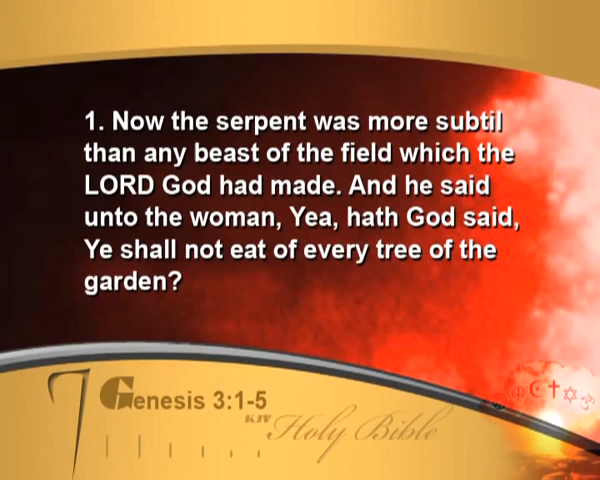 1. Now the serpent was more subtil
than any beast of the field which the
LORD God had made. And he said
unto the woman, Yea, hath God said,
Ye shall not eat of every tree of the
garden?
Genesis 3:1-5
KJV
Holy Bible